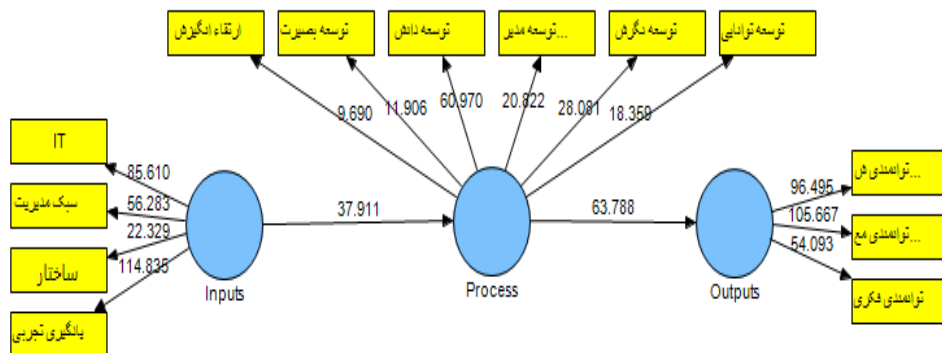 ارتقاء انگیزش
توسعه بصیرت
توسعه دانش
توسعه مدیر...
توسعه نگرش
توسعه توانایی
9.690
11.906
60.970
20.822
28.081
18.359
IT
سبک مدیریت
ساختار
یادگیری تجربی
85.610
56.283
22.329
114.835
Inputs
37.911
Process
63.788
Outputs
96.495
105.667
54.093
توانمندی ش...
توانمندی مع...
توانمندی فکری